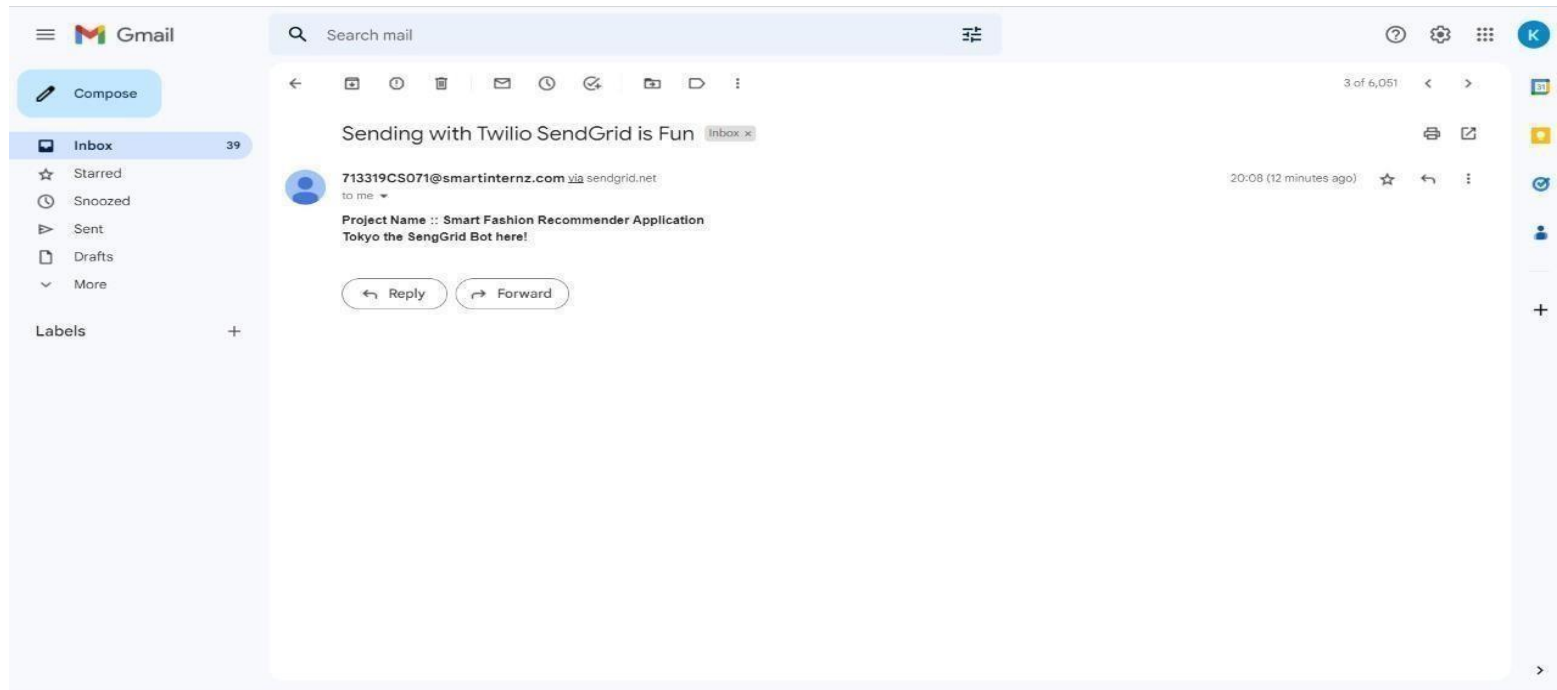 Gmail
Search mail
K
Compose
3 of 6,051
31
Inbox 39
Starred
Snoozed
Sent
Drafts
More
Labels
Sending with Twilio SendGrid is Fun Inbox x
713319CS071@smartinternz.com via sendgrid.net
20:08 (12 minutes ago)
to me
Project Name :: Smart Fashion Recommender Application
Tokyo the SengGrid Bot here!
Reply Forward